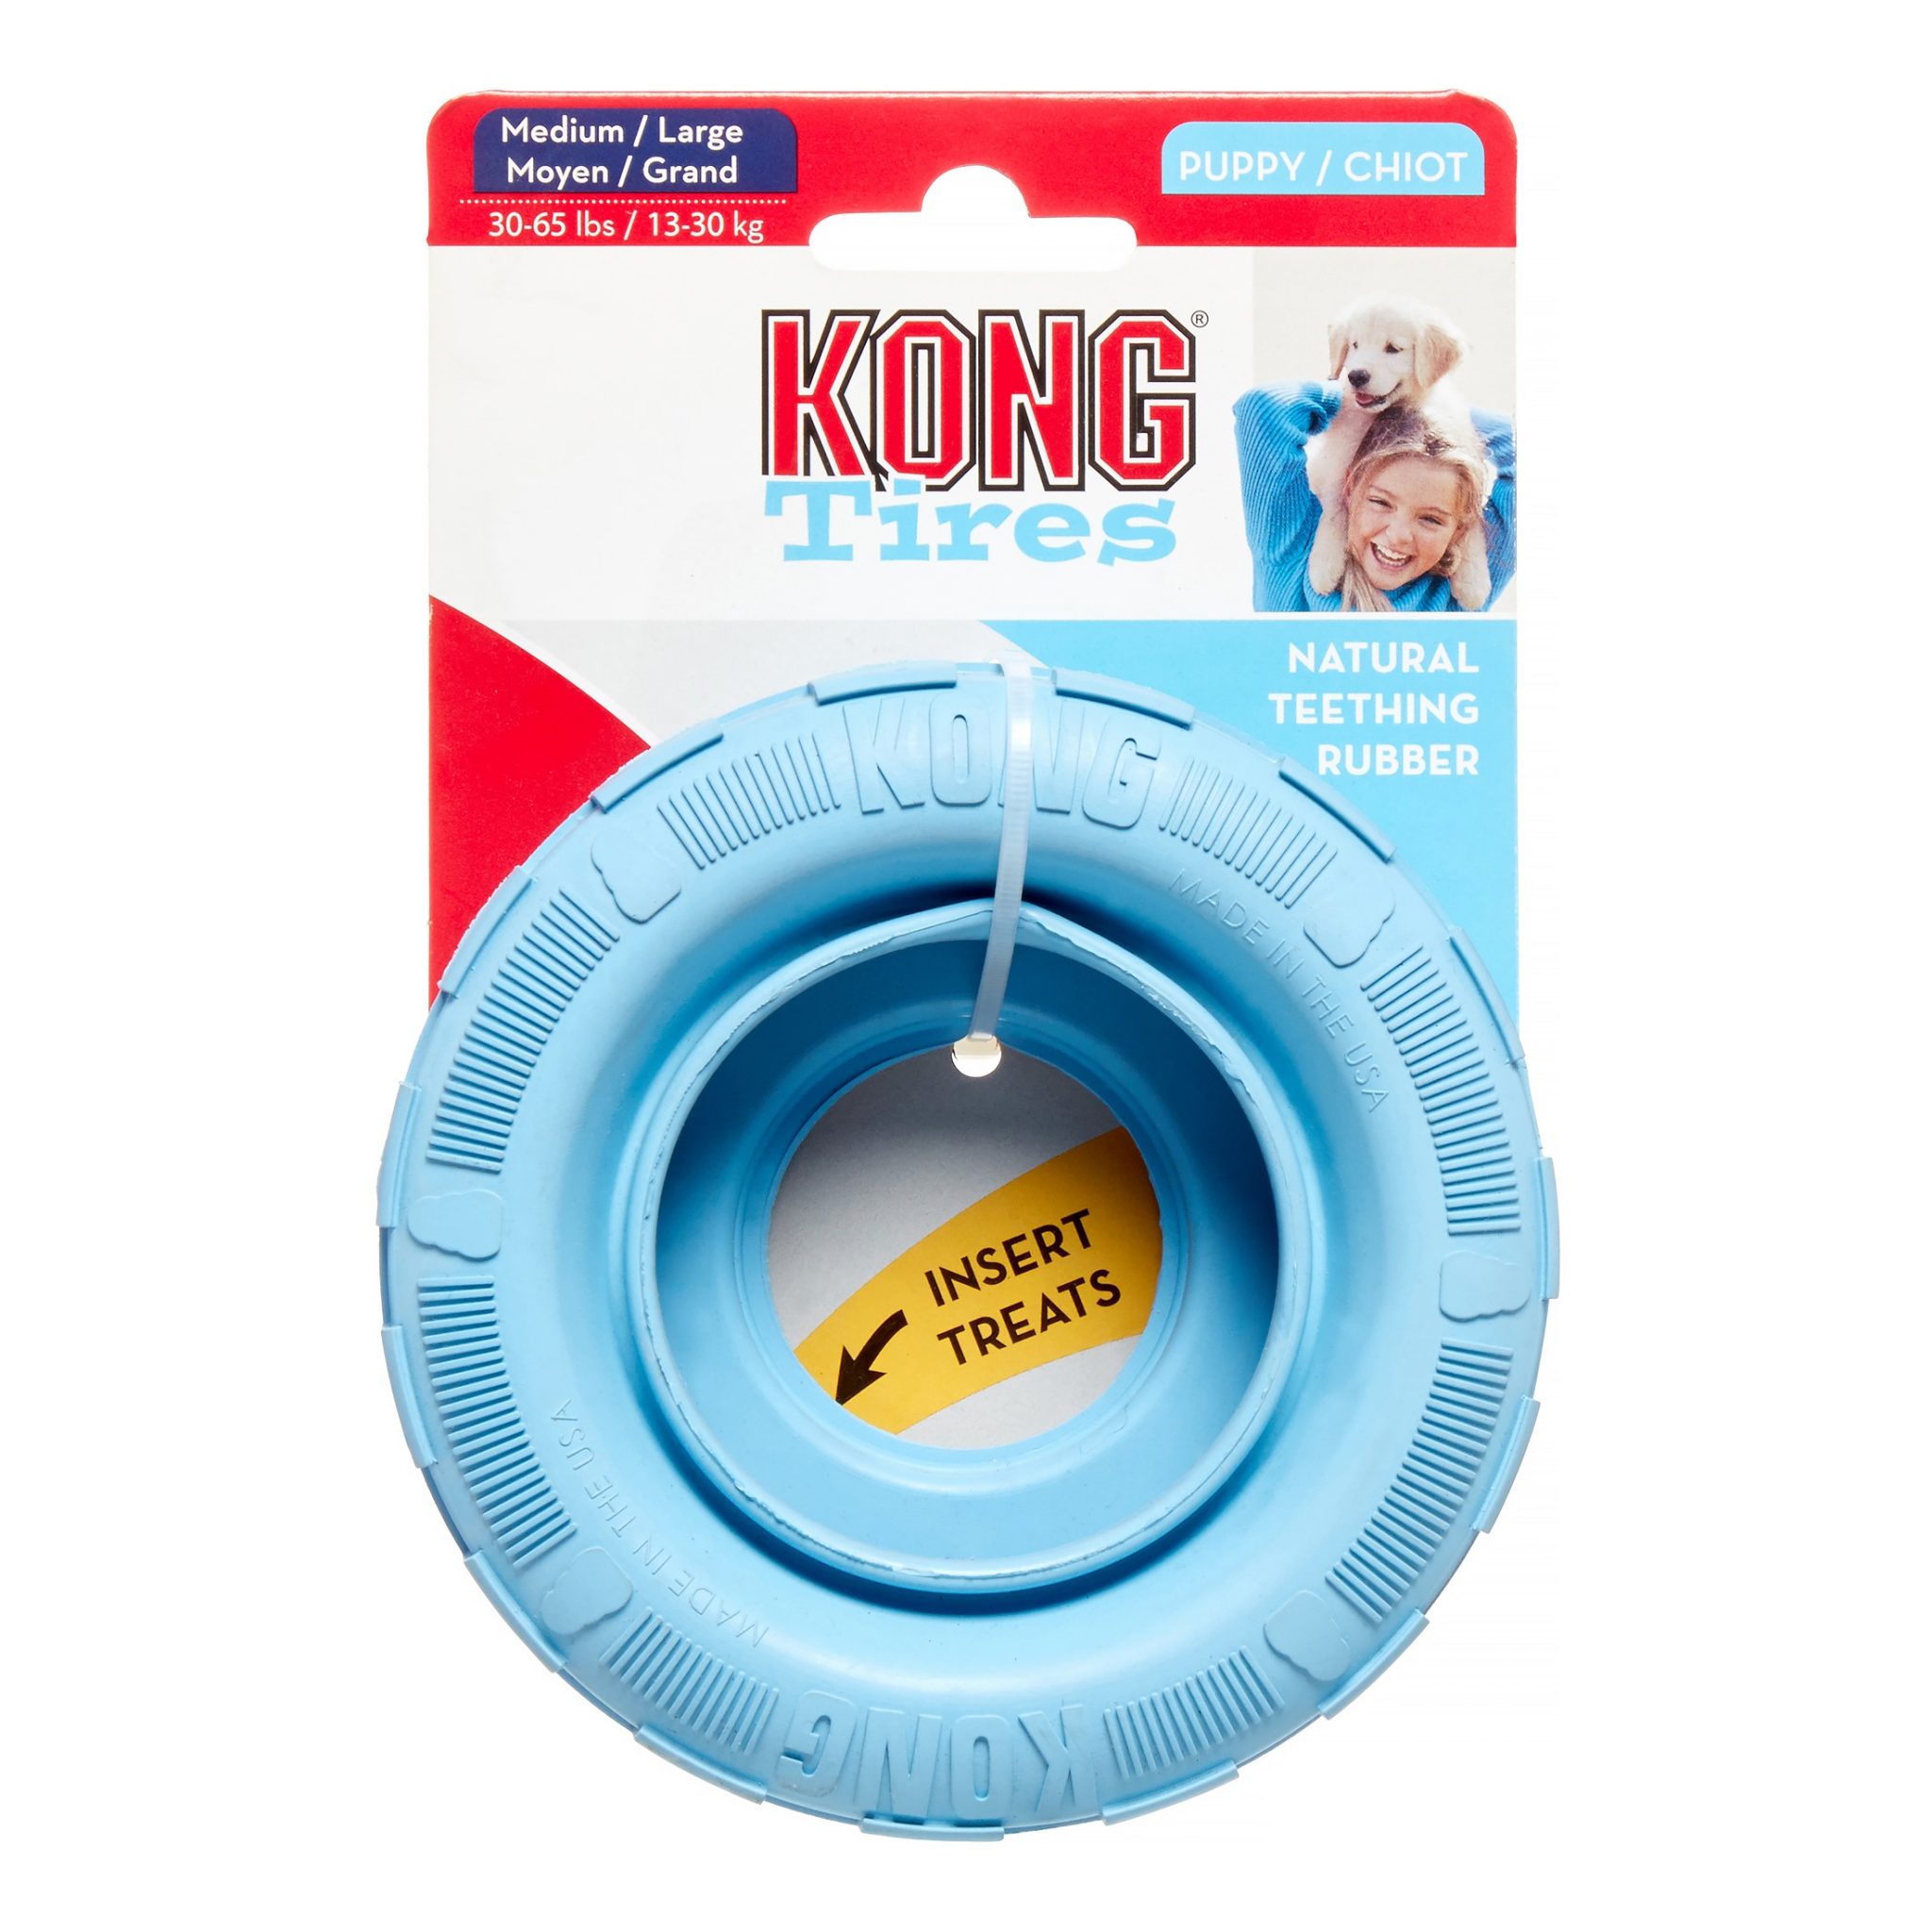 Medium / Large
Moyen / Grand
30-65 lbs / 13-30 kg
PUPPY / CHIOT
KONG®
Tires
NATURAL
TEETHING
RUBBER
KONG
MADE IN THE USA
INSERT
TREATS
MADE IN THE USA
KONG